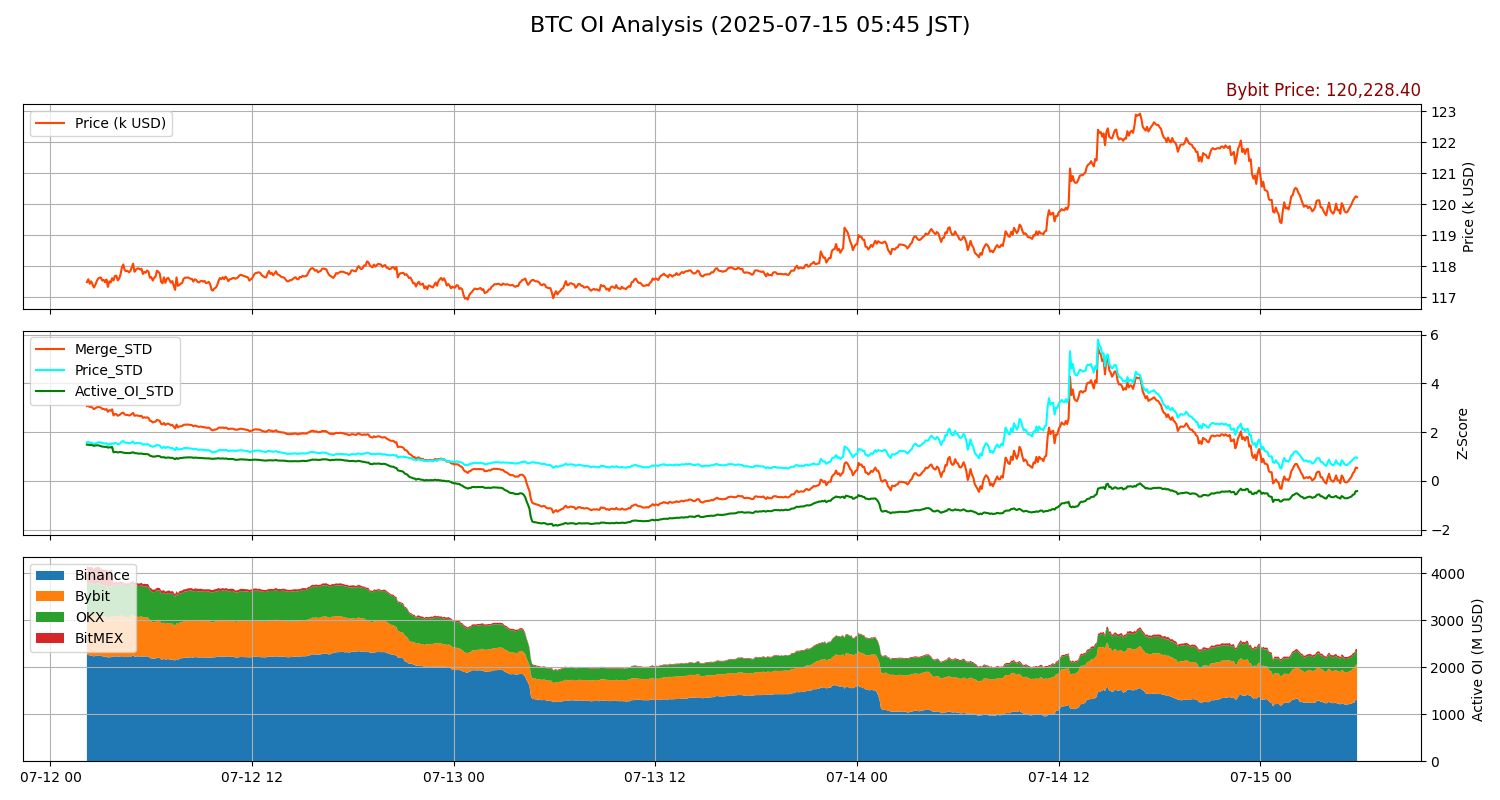 BTC OI Analysis (2025-07-15 05:45 JST)
Bybit Price: 120,228.40
Price (k USD)
123
122
121
120
119
118
117
Price (k USD)
Merge_STD
Price_STD
Active_OI_STD
6
4
2
0
−2
Z-Score
Binance
Bybit
OKX
BitMEX
4000
3000
2000
1000
0
Active OI (M USD)
07-12 00
07-12 12
07-13 00
07-13 12
07-14 00
07-14 12
07-15 00